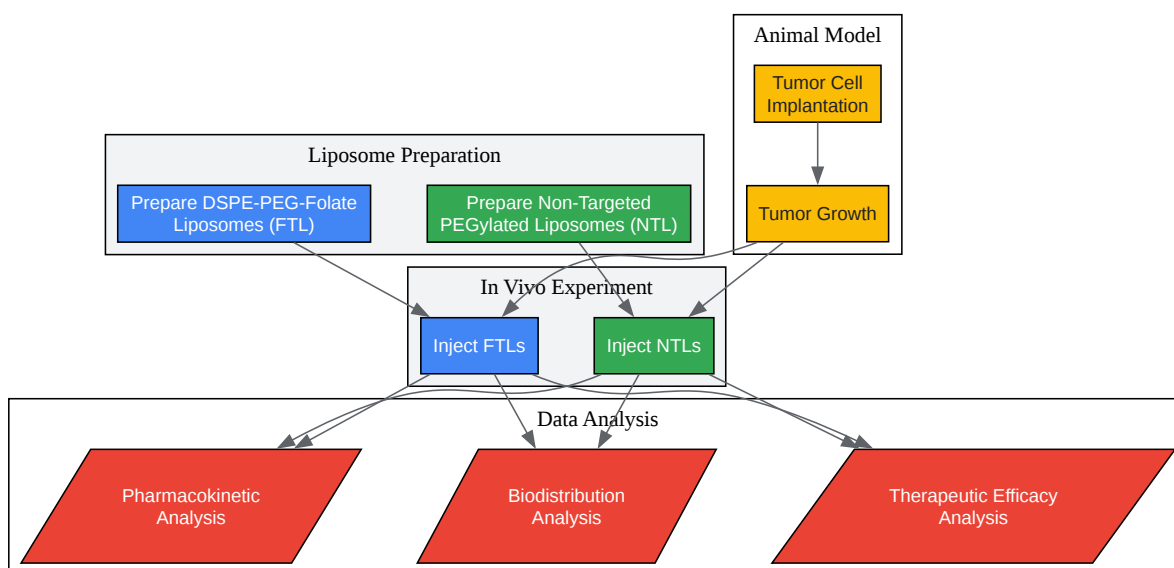 Animal Model
Tumor Cell
Implantation
Liposome Preparation
Prepare DSPE-PEG-Folate
Liposomes (FTL)
Prepare Non-Targeted
PEGylated Liposomes (NTL)
Tumor Growth
In Vivo Experiment
Inject FTLs
Inject NTLs
Data Analysis
Pharmacokinetic
Analysis
Biodistribution
Analysis
Therapeutic Efficacy
Analysis